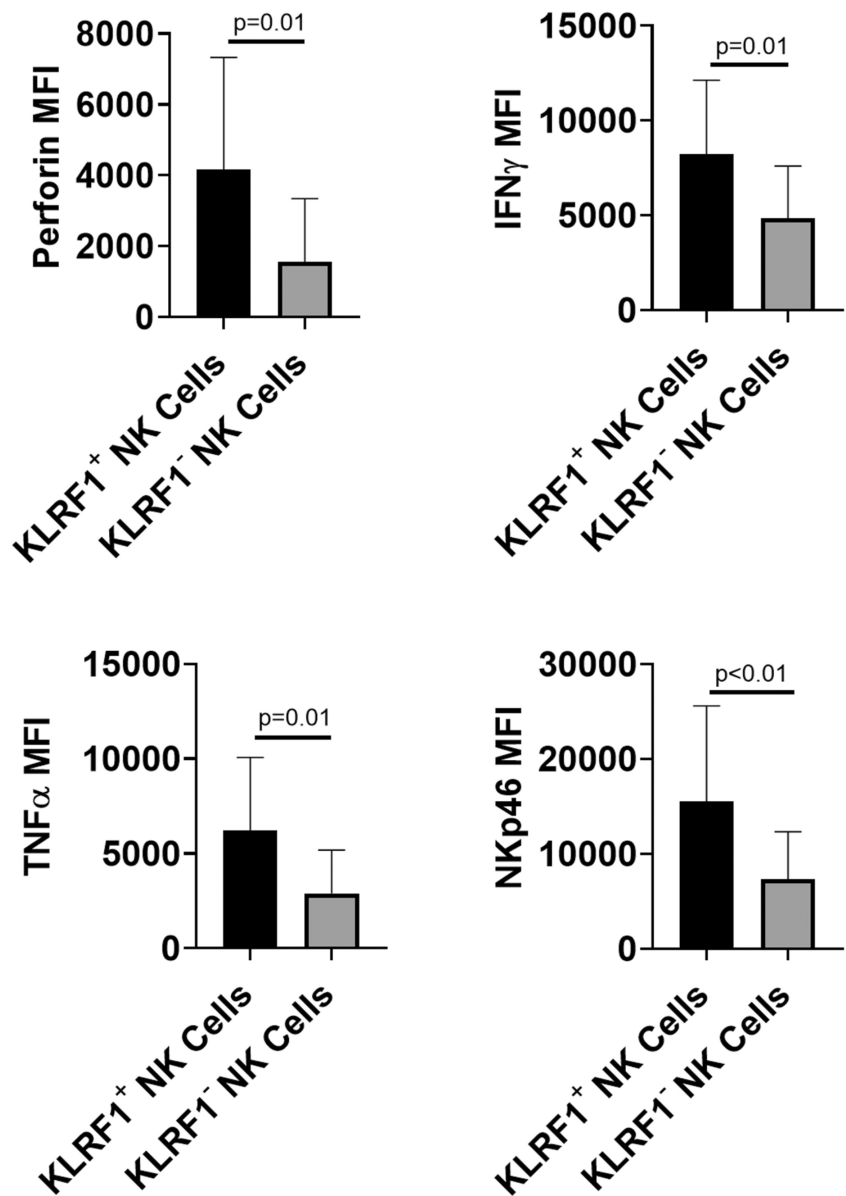 8000
6000
4000
2000
0
Perforin MFI
p=0.01
KLRF1⁺ NK Cells
KLRF1⁻ NK Cells
15000
10000
5000
0
IFNγ MFI
p=0.01
KLRF1⁺ NK Cells
KLRF1⁻ NK Cells
15000
10000
5000
0
TNFα MFI
p=0.01
KLRF1⁺ NK Cells
KLRF1⁻ NK Cells
30000
20000
10000
0
NKp46 MFI
p<0.01
KLRF1⁺ NK Cells
KLRF1⁻ NK Cells